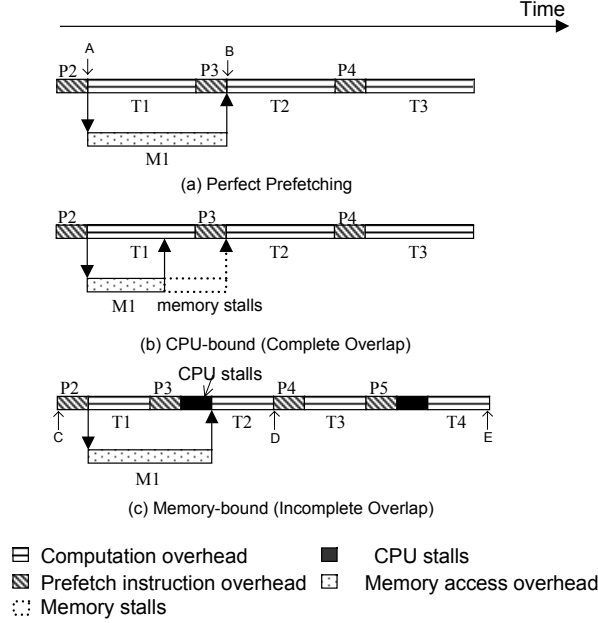 Time
A B
P2 P3 P4
T1 T2 T3
M1
(a) Perfect Prefetching
P2 P3 P4
T1 T2 T3
M1 memory stalls
(b) CPU-bound (Complete Overlap)
CPU stalls
P2 P3 P4 P5
C T1 T2 D T3 T4 E
M1
(c) Memory-bound (Incomplete Overlap)
Computation overhead CPU stalls
Prefetch instruction overhead Memory access overhead
Memory stalls